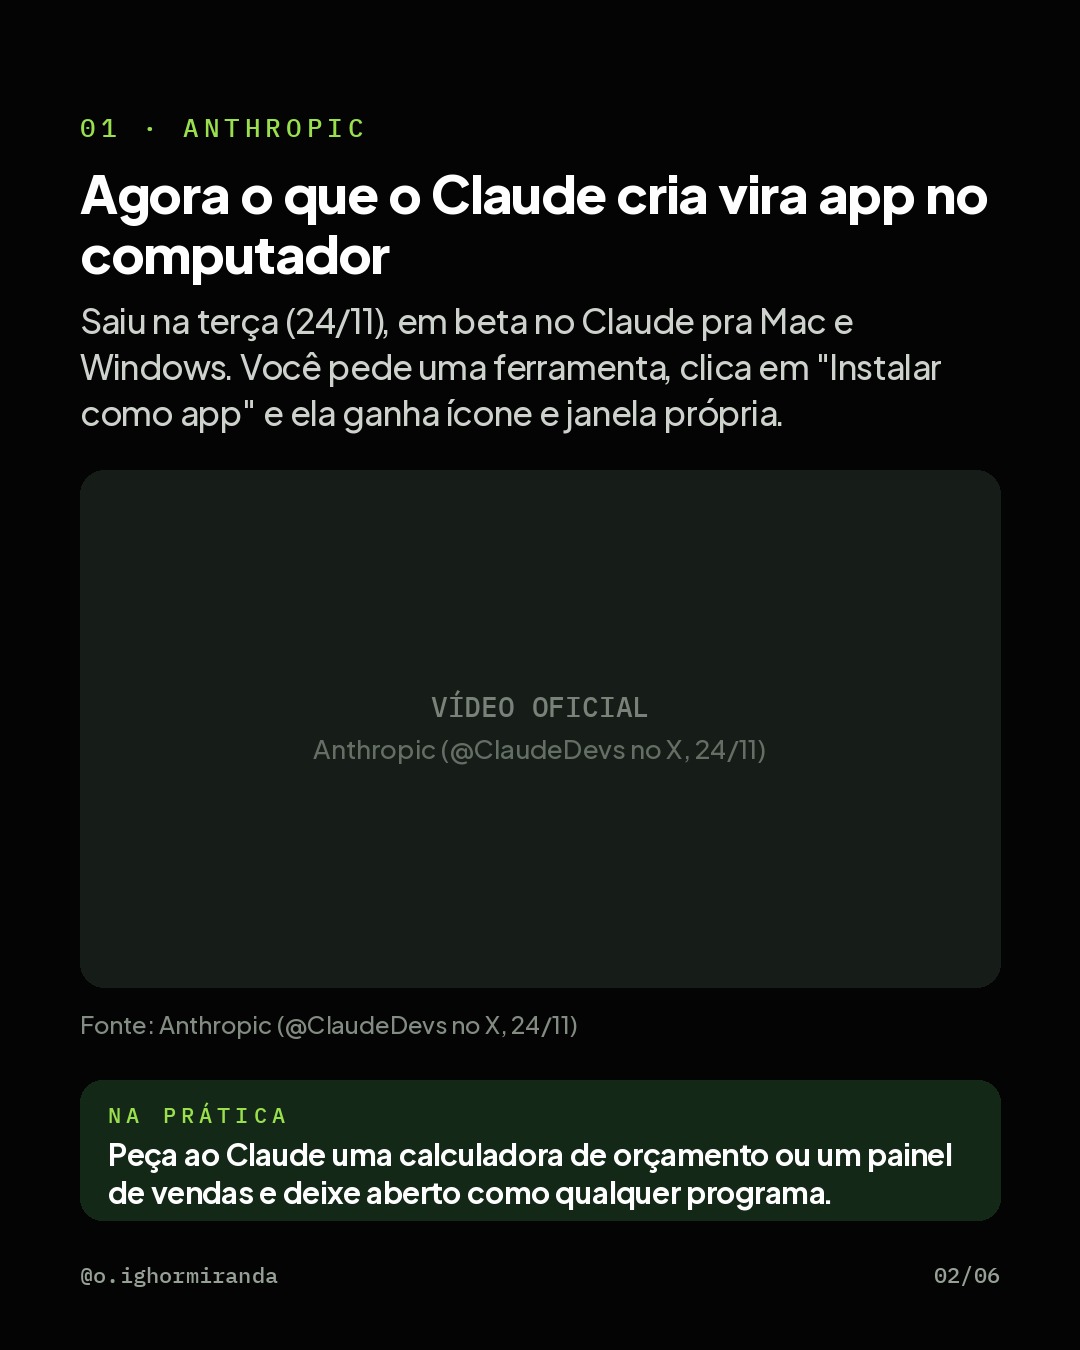 01 · ANTHROPIC
Agora o que o Claude cria vira app no
computador
Saiu na terça (24/11), em beta no Claude pra Mac e
Windows. Você pede uma ferramenta, clica em "Instalar
como app" e ela ganha ícone e janela própria.
VÍDEO OFICIAL
Anthropic (@ClaudeDevs no X, 24/11)
Fonte: Anthropic (@ClaudeDevs no X, 24/11)
NA PRÁTICA
Peça ao Claude uma calculadora de orçamento ou um painel
de vendas e deixe aberto como qualquer programa.
@o.ighormiranda
02/06